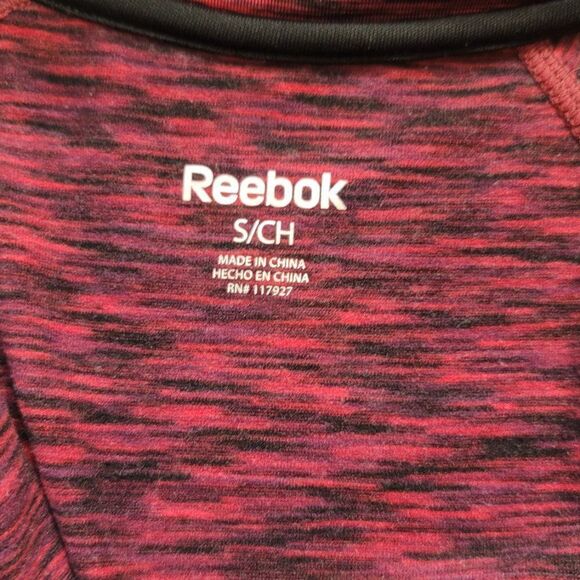 Reebok
S/CH
MADE IN CHINA
HECHO EN CHINA
RN# 117927